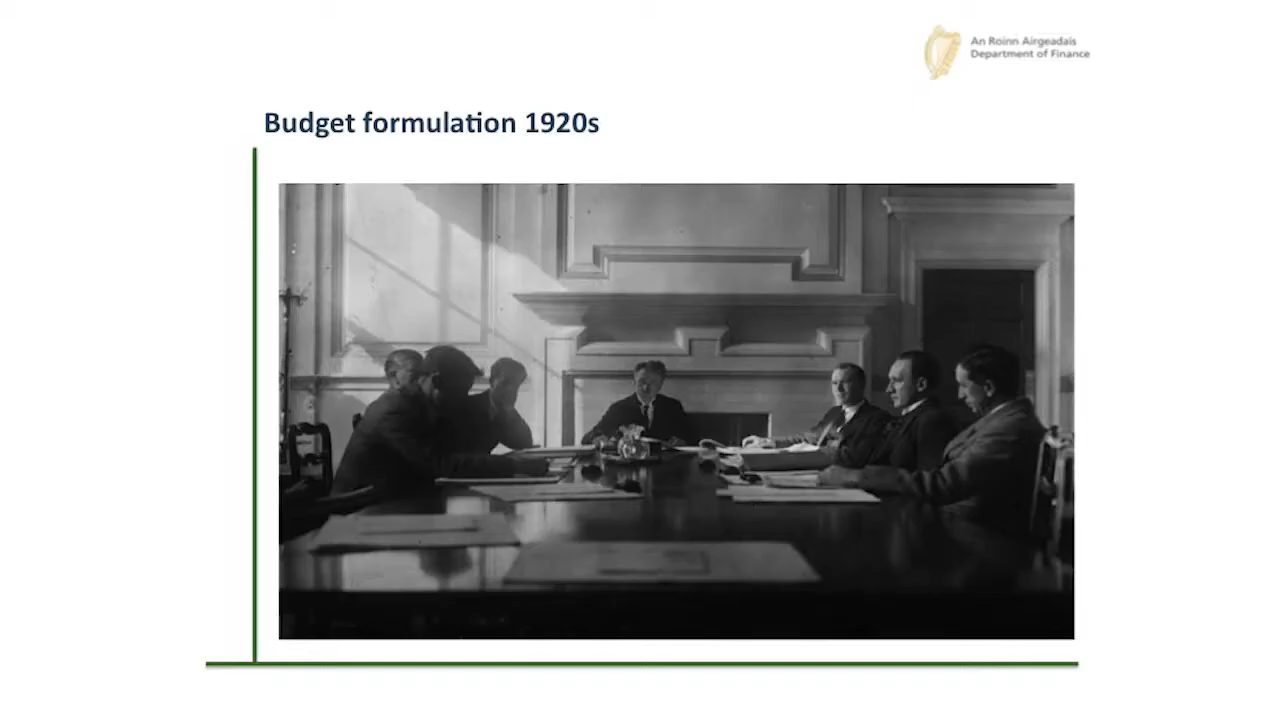 An Roinn Airgeadais
Department of Finance
Budget formulation 1920s